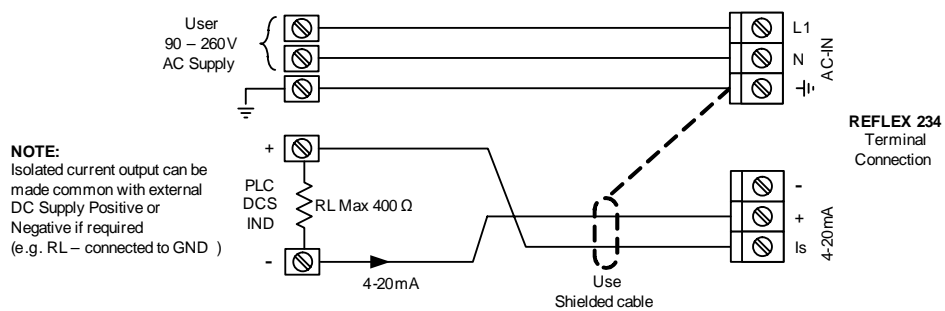 User
90 – 260V
AC Supply
L1
N
AC-IN
REFLEX 234
Terminal
Connection
NOTE:
Isolated current output can be
made common with external
DC Supply Positive or
Negative if required
(e.g. RL – connected to GND )
+
PLC
DCS
IND
RL Max 400 Ω
-
4-20mA
Use
Shielded cable
-
+
Is
4-20mA